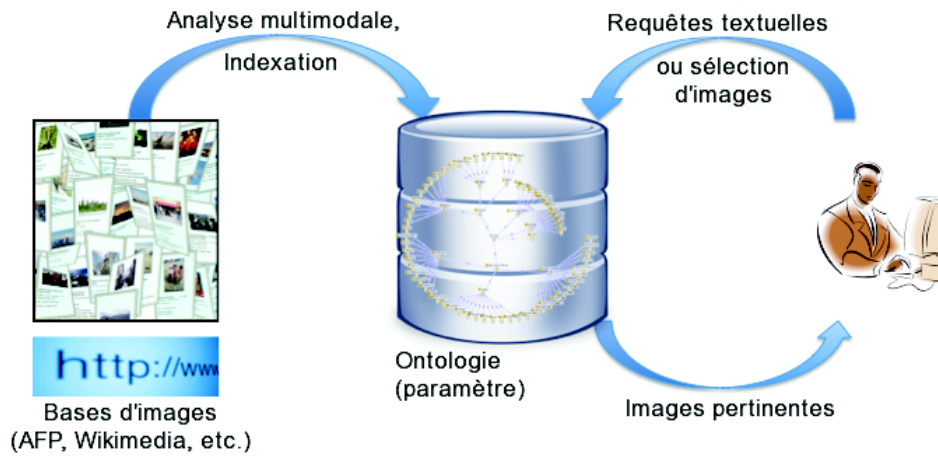 Analyse multimodale,
Indexation
Requêtes textuelles
ou sélection
d'images
http://www
Ontologie
(paramètre)
Bases d'images
(AFP, Wikimedia, etc.)
Images pertinentes